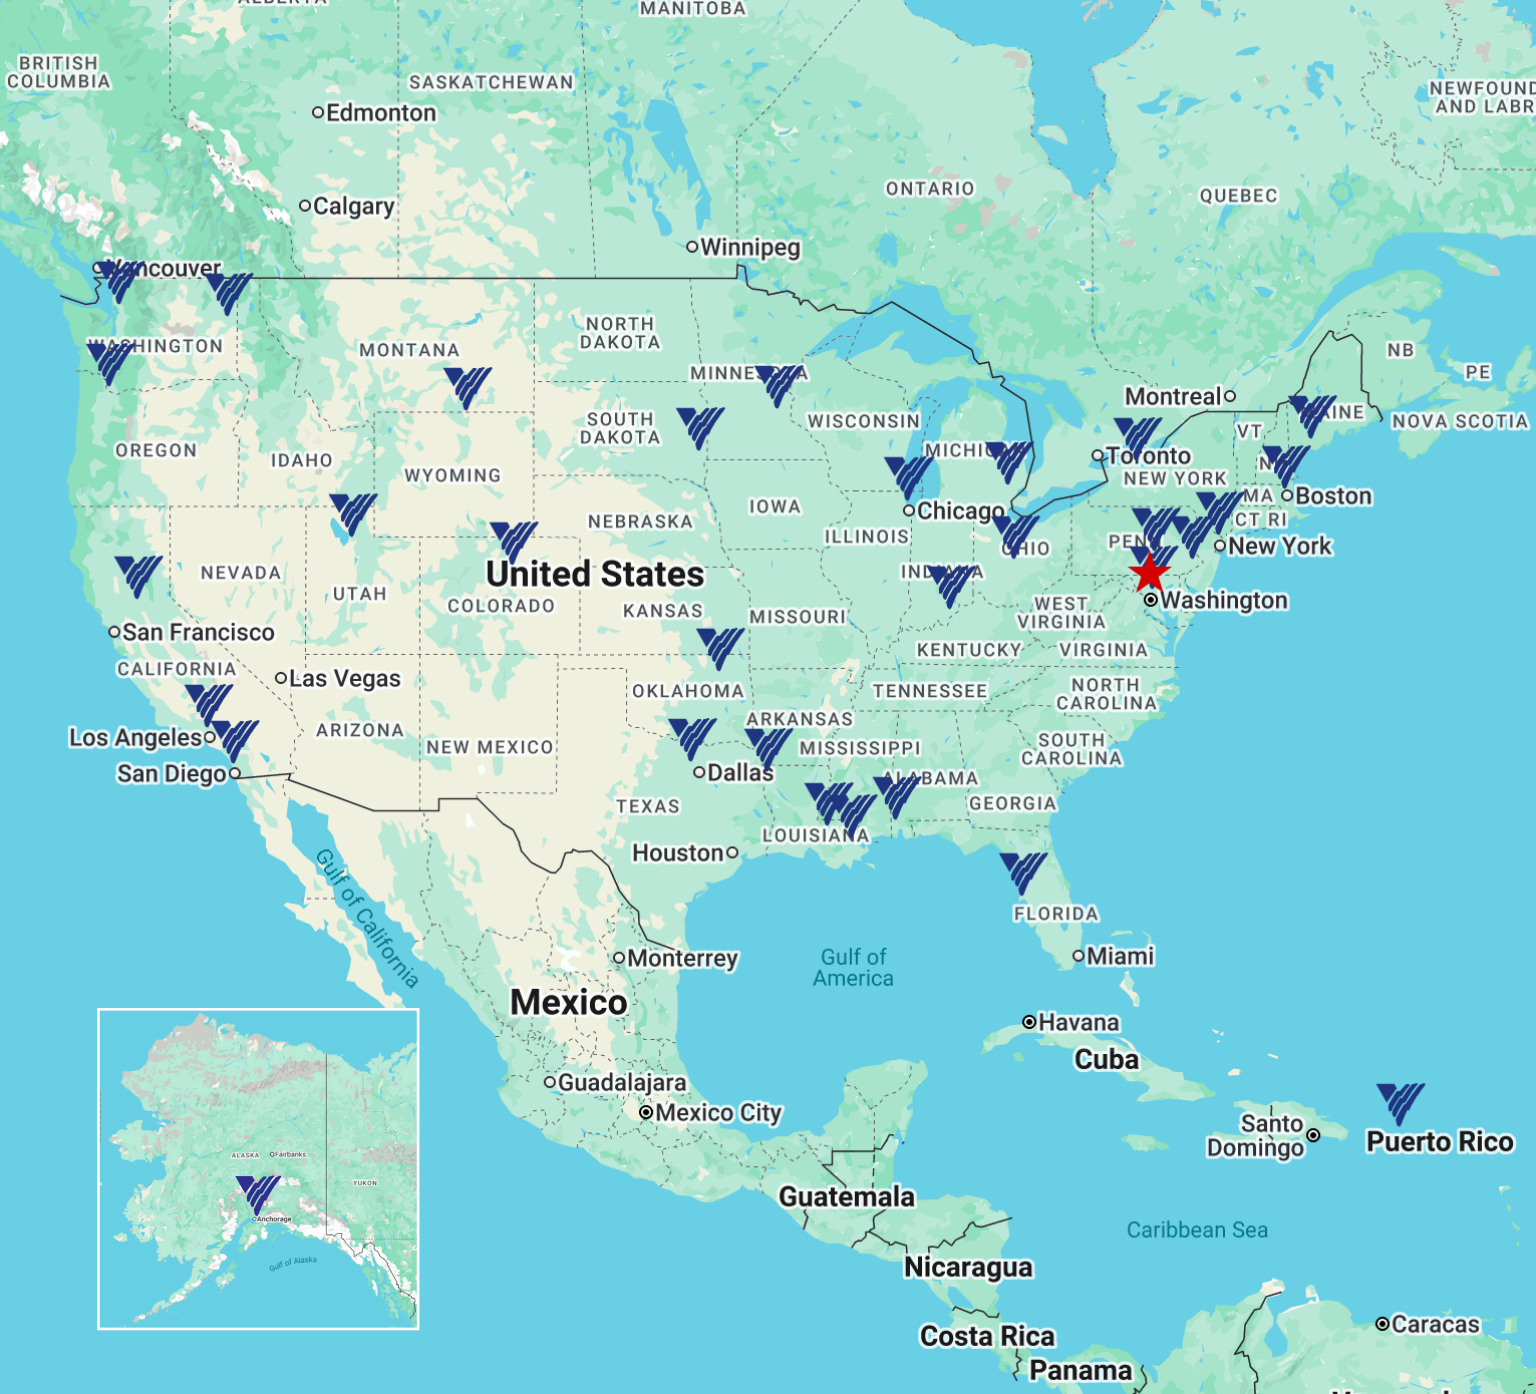 ALBERTA
MANITOBA
BRITISH
COLUMBIA
SASKATCHEWAN
NEWFOUND
AND LABR
Edmonton
ONTARIO
QUEBEC
Calgary
Winnipeg
Vancouver
NORTH
DAKOTA
WASHINGTON
MONTANA
NB
PE
MINNESOTA
Montreal
MAINE
NOVA SCOTIA
SOUTH
DAKOTA
WISCONSIN
VT
OREGON
IDAHO
MICHIGAN
Toronto
N
WYOMING
NEW YORK
MA
Boston
IOWA
Chicago
CT RI
NEBRASKA
ILLINOIS
PENN
New York
OHIO
NEVADA
United States
INDIANA
UTAH
COLORADO
KANSAS
MISSOURI
WEST
VIRGINIA
Washington
San Francisco
KENTUCKY
VIRGINIA
CALIFORNIA
Las Vegas
OKLAHOMA
TENNESSEE
NORTH
CAROLINA
ARKANSAS
Los Angeles
ARIZONA
NEW MEXICO
MISSISSIPPI
SOUTH
CAROLINA
San Diego
Dallas
ALABAMA
TEXAS
GEORGIA
LOUISIANA
Houston
Gulf of California
FLORIDA
Monterrey
Gulf of
America
Miami
Mexico
Havana
Cuba
Guadalajara
Mexico City
Santo
Domingo
Puerto Rico
ALASKA
Fairbanks
YUKON
Anchorage
Gulf of Alaska
Guatemala
Caribbean Sea
Nicaragua
Costa Rica
Caracas
Panama